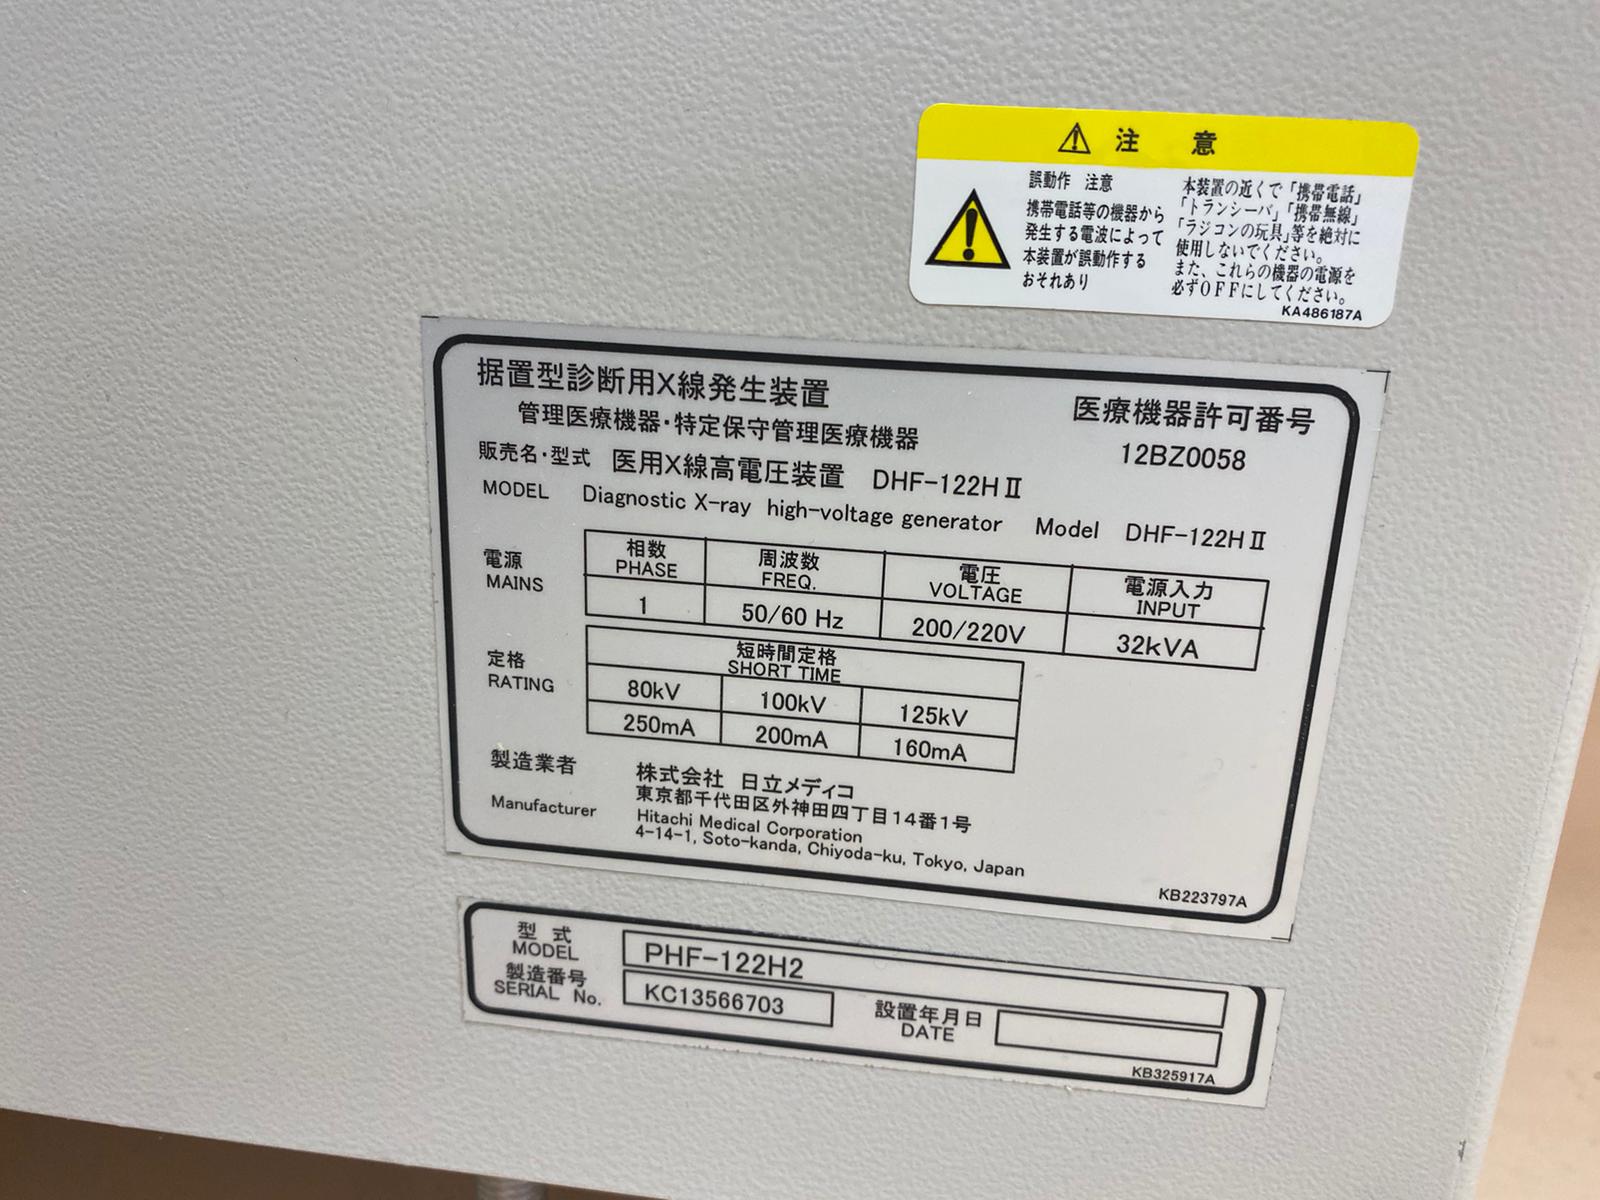 注 意
誤動作 注意
携帯電話等の機器から
発生する電波によって
本装置が誤動作する
おそれあり
本装置の近くで「携帯電話」
「トランシーバ」「携帯無線」
「ラジコンの玩具」等を絶対に
使用しないでください。
また、これらの機器の電源を
必ずOFFにしてください。
KA486187A
据置型診断用X線発生装置
管理医療機器・特定保守管理医療機器
医療機器許可番号
12BZ0058
販売名・型式 医用X線高電圧装置 DHF-122HⅡ
MODEL Diagnostic X-ray high-voltage generator Model DHF-122HⅡ
電源
MAINS
相数 周波数 電圧 電源入力
PHASE FREQ. VOLTAGE INPUT
1 50/60 Hz 200/220V 32kVA
定格
RATING
短時間定格
SHORT TIME
80kV 100kV 125kV
250mA 200mA 160mA
製造業者 株式会社 日立メディコ
東京都千代田区外神田四丁目14番1号
Manufacturer Hitachi Medical Corporation
4-14-1, Soto-kanda, Chiyoda-ku, Tokyo, Japan
KB223797A
型式
MODEL PHF-122H2
製造番号
SERIAL No. KC13566703
設置年月日
DATE
KB325917A